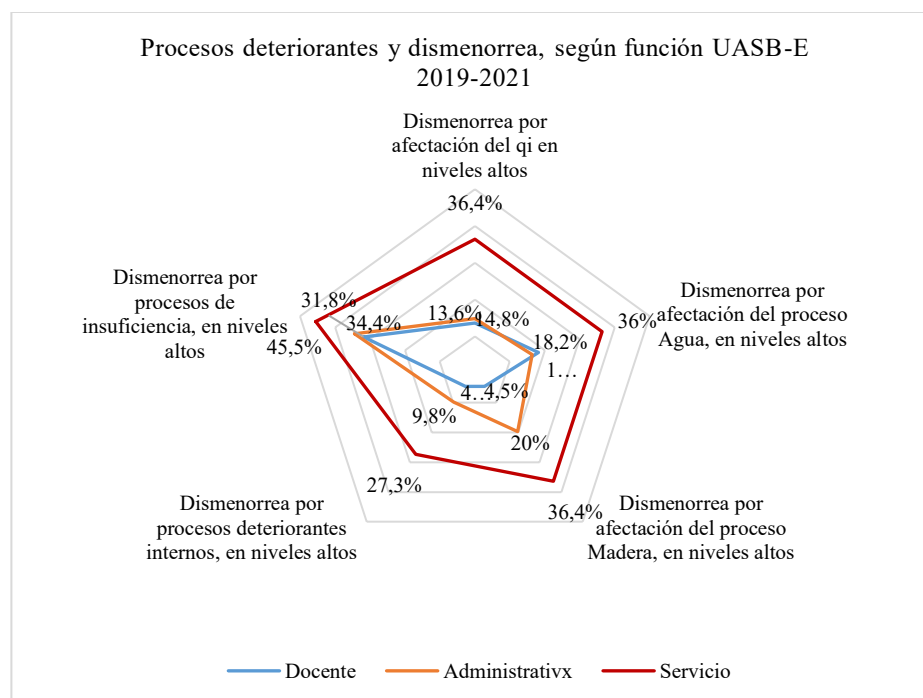 Procesos deteriorantes y dismenorrea, según función UASB-E
2019-2021
Dismenorrea por
afectación del qi en
niveles altos
36,4%
Dismenorrea por
procesos de
insuficiencia, en niveles
altos
31,8%
34,4%
45,5%
13,6%
14,8%
Dismenorrea por
afectación del proceso
Agua, en niveles altos
36%
18,2%
1…
4…
4,5%
9,8%
20%
27,3%
36,4%
Dismenorrea por
procesos deteriorantes
internos, en niveles altos
Dismenorrea por
afectación del proceso
Madera, en niveles altos
Docente
Administrativx
Servicio